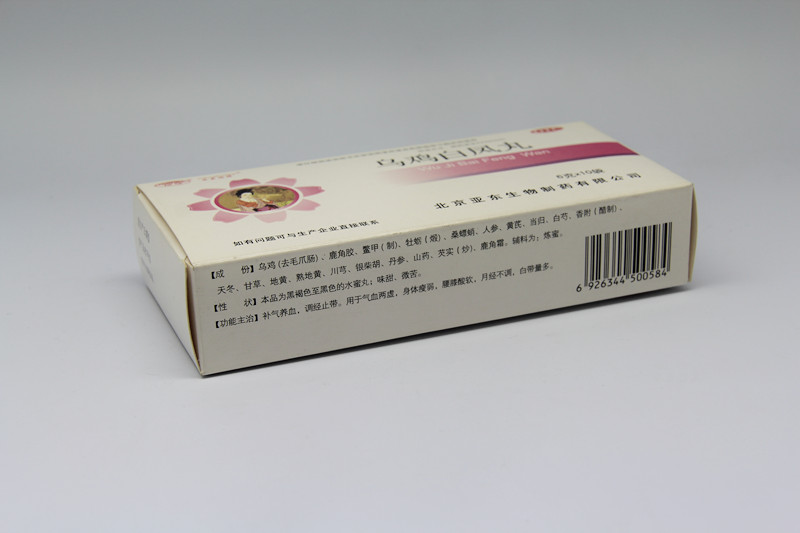 乌鸡白凤丸
Wu Ji Bai Feng Wan
6克×10袋
北京亚东生物制药有限公司
如有问题可与生产企业直接联系
【成　份】乌鸡(去毛爪肠)、鹿角胶、鳖甲(制)、牡蛎(煅)、桑螵蛸、人参、黄芪、当归、白芍、香附(醋制)、
天冬、甘草、地黄、熟地黄、川芎、银柴胡、丹参、山药、芡实(炒)、鹿角霜。辅料为：炼蜜。
【性　状】本品为黑褐色至黑色的水蜜丸；味甜、微苦。
【功能主治】补气养血，调经止带。用于气血两虚，身体瘦弱，腰膝酸软，月经不调，白带量多。
6 926344 500584